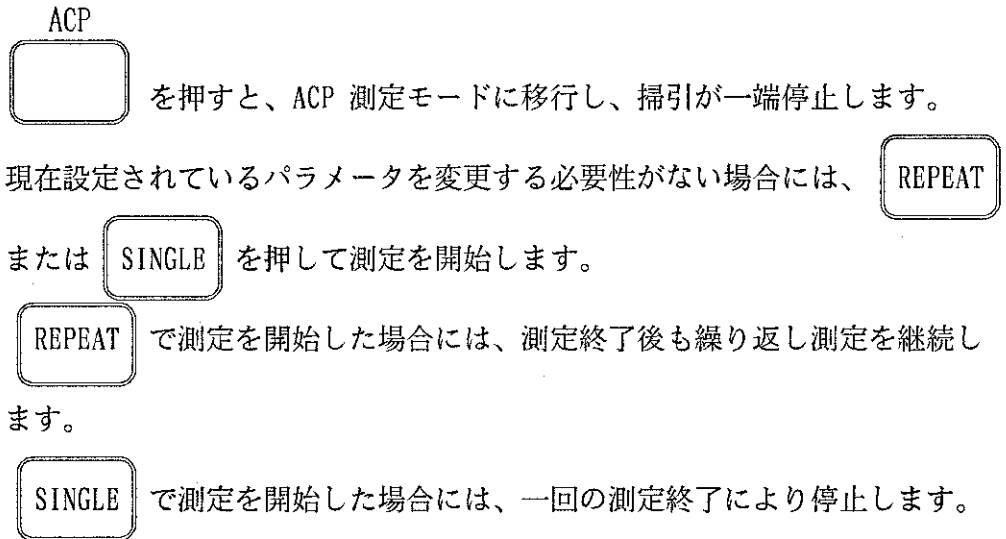 ACP
を押すと、ACP 測定モードに移行し、掃引が一端停止します。
現在設定されているパラメータを変更する必要性がない場合には、 REPEAT
または SINGLE を押して測定を開始します。
REPEAT で測定を開始した場合には、測定終了後も繰り返し測定を継続し
ます。
SINGLE で測定を開始した場合には、一回の測定終了により停止します。